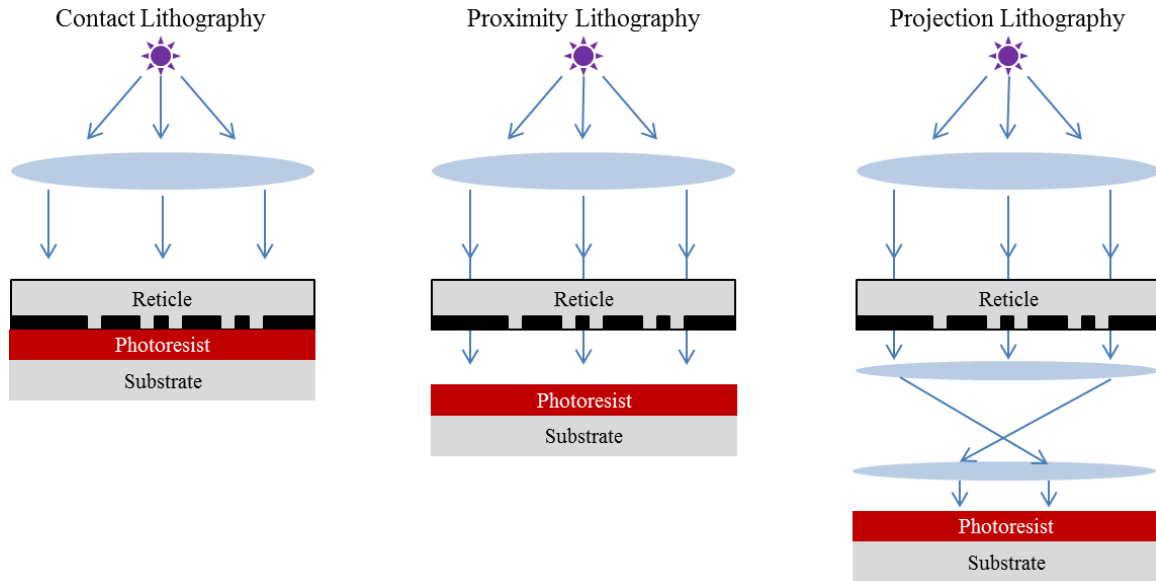 Contact Lithography
Reticle
Photoresist
Substrate
Proximity Lithography
Reticle
Photoresist
Substrate
Projection Lithography
Reticle
Photoresist
Substrate